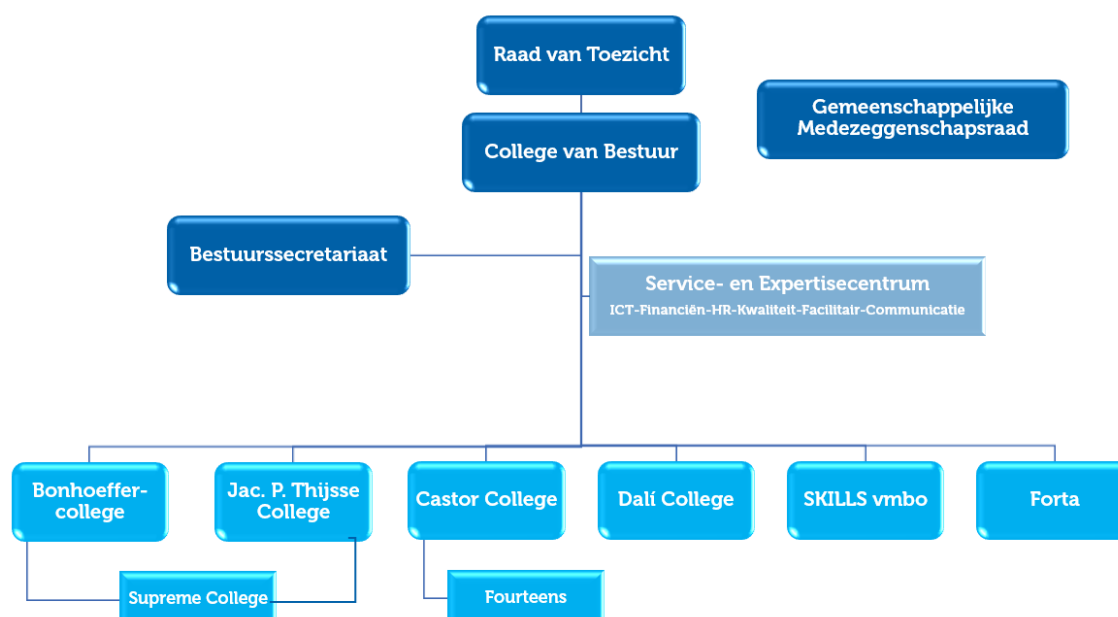 Raad van Toezicht
Gemeenschappelijke
Medezeggenschapsraad
College van Bestuur
Bestuurssecretariaat
Service- en Expertisecentrum
ICT-Financiën-HR-Kwaliteit-Facilitair-Communicatie
Bonhoeffer-
college
Jac. P. Thijsse
College
Castor College
Dalí College
SKILLS vmbo
Forta
Supreme College
Fourteens